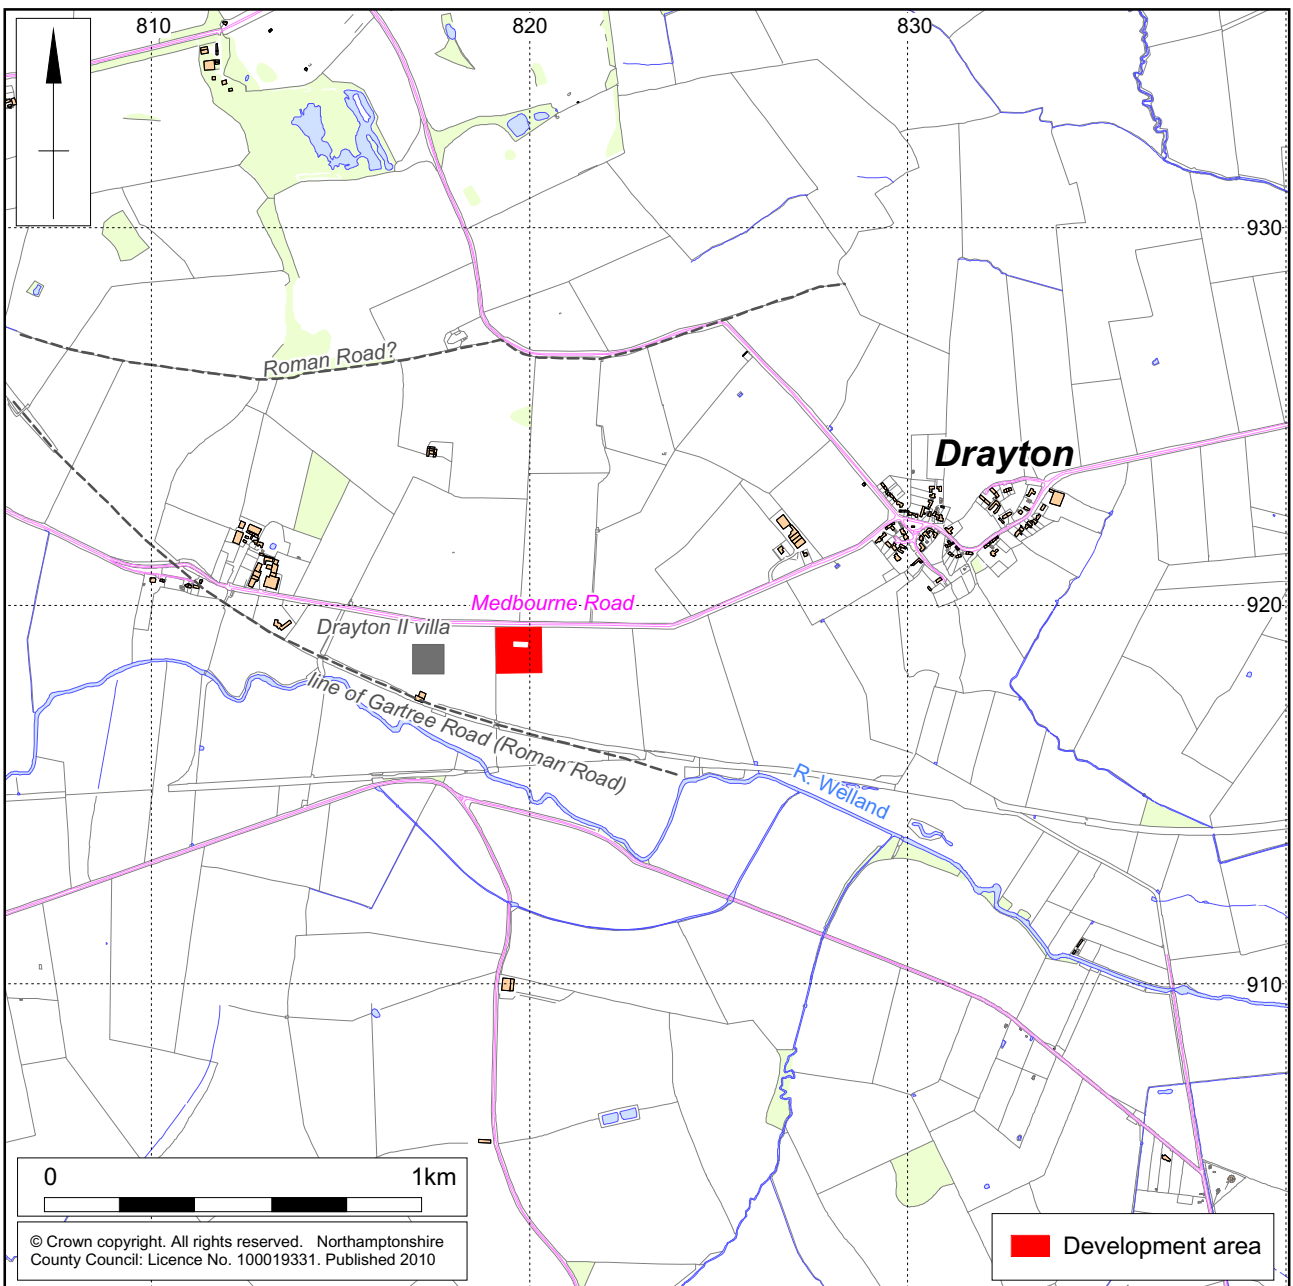 810
820
830
930
Roman Road?
Drayton
920
Medbourne Road
Drayton II villa
line of Gartree Road (Roman Road)
R. Welland
910
0
1km
© Crown copyright. All rights reserved. Northamptonshire
County Council: Licence No. 100019331. Published 2010
Development area